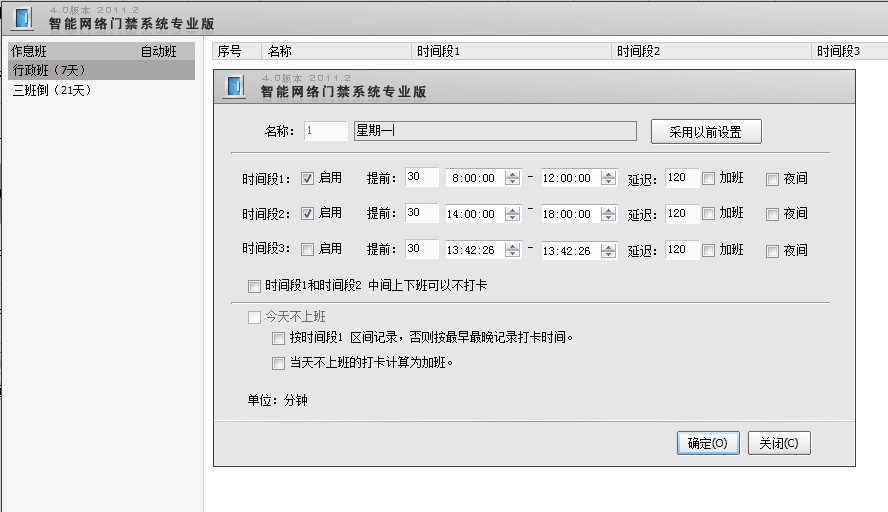 4.0版本 2011.2
智能网络门禁系统专业版
作息班 自动班
行政班（7天）
三班倒（21天）
序号 名称 时间段1 时间段2 时间段3
4.0版本 2011.2
智能网络门禁系统专业版
名称： 1 星期一 采用以前设置
时间段1： 启用 提前： 30 8:00:00 - 12:00:00 延迟： 120 加班 夜间
时间段2： 启用 提前： 30 14:00:00 - 18:00:00 延迟： 120 加班 夜间
时间段3： 启用 提前： 30 13:42:26 - 13:42:26 延迟： 120 加班 夜间
时间段1和时间段2 中间上下班可以不打卡
今天不上班
按时间段1 区间记录，否则按最早最晚记录打卡时间。
当天不上班的打卡计算为加班。
单位：分钟
确定(O) 关闭(C)